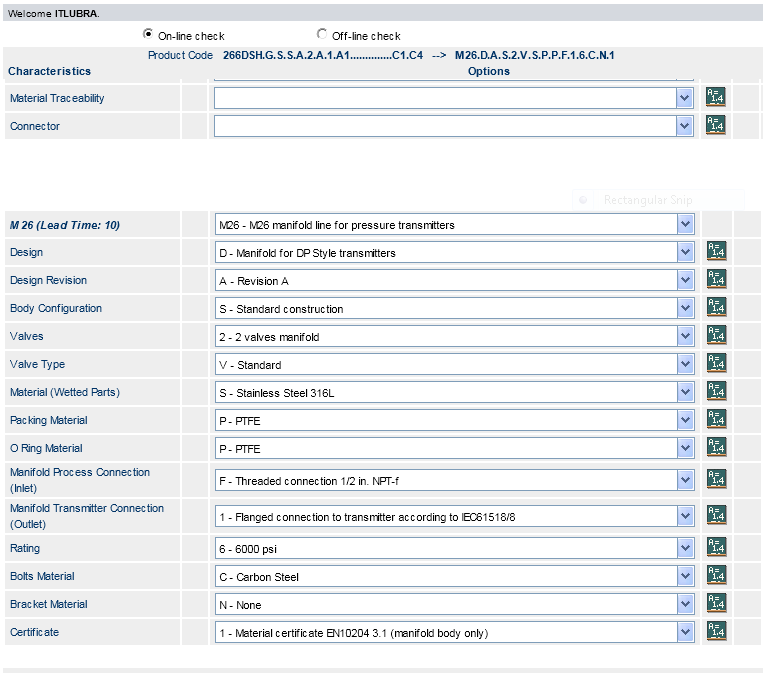 Welcome ITLUBRA.
On-line check Off-line check
Product Code 266DSH.G.S.S.A.2.A.1.A1..............C1.C4 --> M26.D.A.S.2.V.S.P.P.F.1.6.C.N.1
Characteristics Options
Material Traceability
Connector
Rectangular Snip
M26 (Lead Time: 10) M26 - M26 manifold line for pressure transmitters
Design D - Manifold for DP Style transmitters
Design Revision A - Revision A
Body Configuration S - Standard construction
Valves 2 - 2 valves manifold
Valve Type V - Standard
Material (Wetted Parts) S - Stainless Steel 316L
Packing Material P - PTFE
O Ring Material P - PTFE
Manifold Process Connection
(Inlet) F - Threaded connection 1/2 in. NPT-f
Manifold Transmitter Connection
(Outlet) 1 - Flanged connection to transmitter according to IEC61518/8
Rating 6 - 6000 psi
Bolts Material C - Carbon Steel
Bracket Material N - None
Certificate 1 - Material certificate EN10204 3.1 (manifold body only)